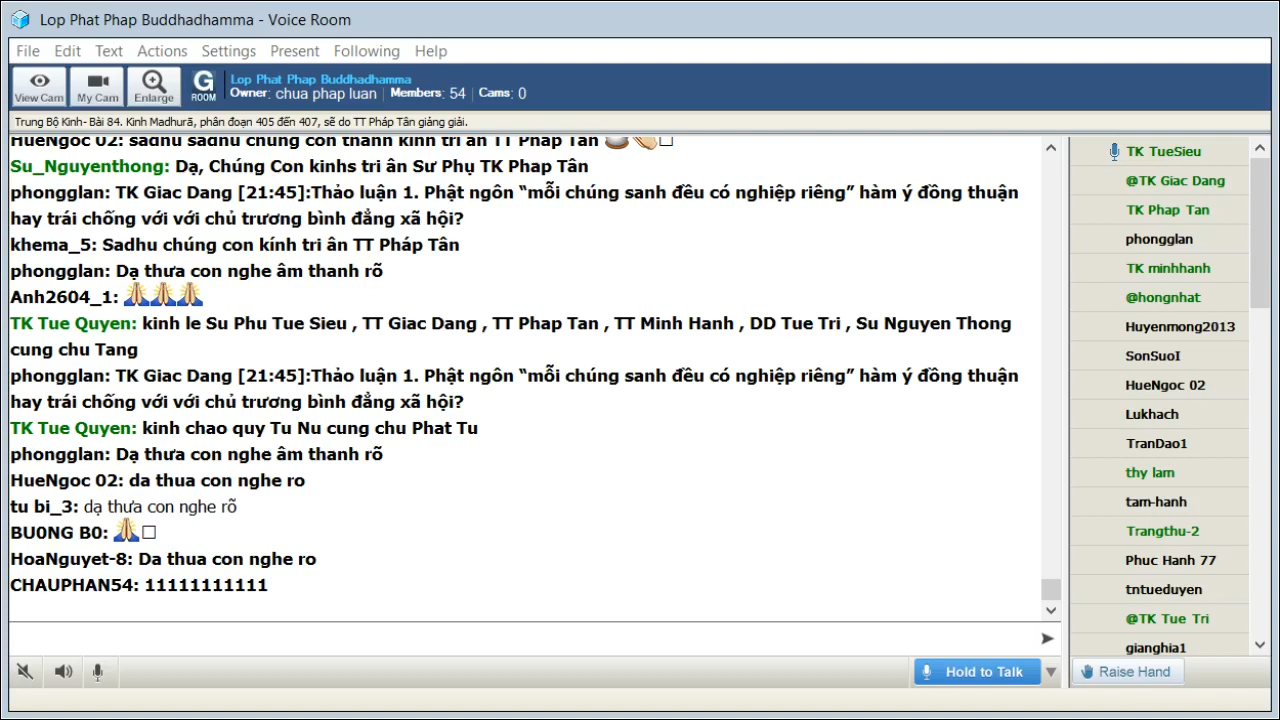 Lop Phat Phap Buddhadhamma - Voice Room
File Edit Text Actions Settings Present Following Help
View Cam My Cam Enlarge G ROOM
Lop Phat Phap Buddhadhamma
Owner: chua phap luan Members: 54 Cams: 0
Trung Bộ Kinh- Bài 84. Kinh Madhurā, phân đoạn 405 đến 407, sẽ do TT Pháp Tân giảng giải.
HueNgoc 02: sadhu sadhu chung con thanh kinh tri an TT Phap Tan
Su_Nguyenthong: Dạ, Chúng Con kinhs tri ân Sư Phụ TK Phap Tân
phongglan: TK Giac Dang [21:45]:Thảo luận 1. Phật ngôn “mỗi chúng sanh đều có nghiệp riêng” hàm ý đồng thuận
hay trái chống với với chủ trương bình đẳng xã hội?
khema_5: Sadhu chúng con kính tri ân TT Pháp Tân
phongglan: Dạ thưa con nghe âm thanh rõ
Anh2604_1:
TK Tue Quyen: kinh le Su Phu Tue Sieu , TT Giac Dang , TT Phap Tan , TT Minh Hanh , DD Tue Tri , Su Nguyen Thong
cung chu Tang
phongglan: TK Giac Dang [21:45]:Thảo luận 1. Phật ngôn “mỗi chúng sanh đều có nghiệp riêng” hàm ý đồng thuận
hay trái chống với với chủ trương bình đẳng xã hội?
TK Tue Quyen: kinh chao quy Tu Nu cung chu Phat Tu
phongglan: Dạ thưa con nghe âm thanh rõ
HueNgoc 02: da thua con nghe ro
tu bi_3: dạ thưa con nghe rõ
BU0NG B0:
HoaNguyet-8: Da thua con nghe ro
CHAUPHAN54: 11111111111
TK TueSieu
@TK Giac Dang
TK Phap Tan
phongglan
TK minhhanh
@hongnhat
Huyenmong2013
SonSuoI
HueNgoc 02
Lukhach
TranDao1
thy lam
tam-hanh
Trangthu-2
Phuc Hanh 77
tntueduyen
@TK Tue Tri
gianghia1
Hold to Talk
Raise Hand